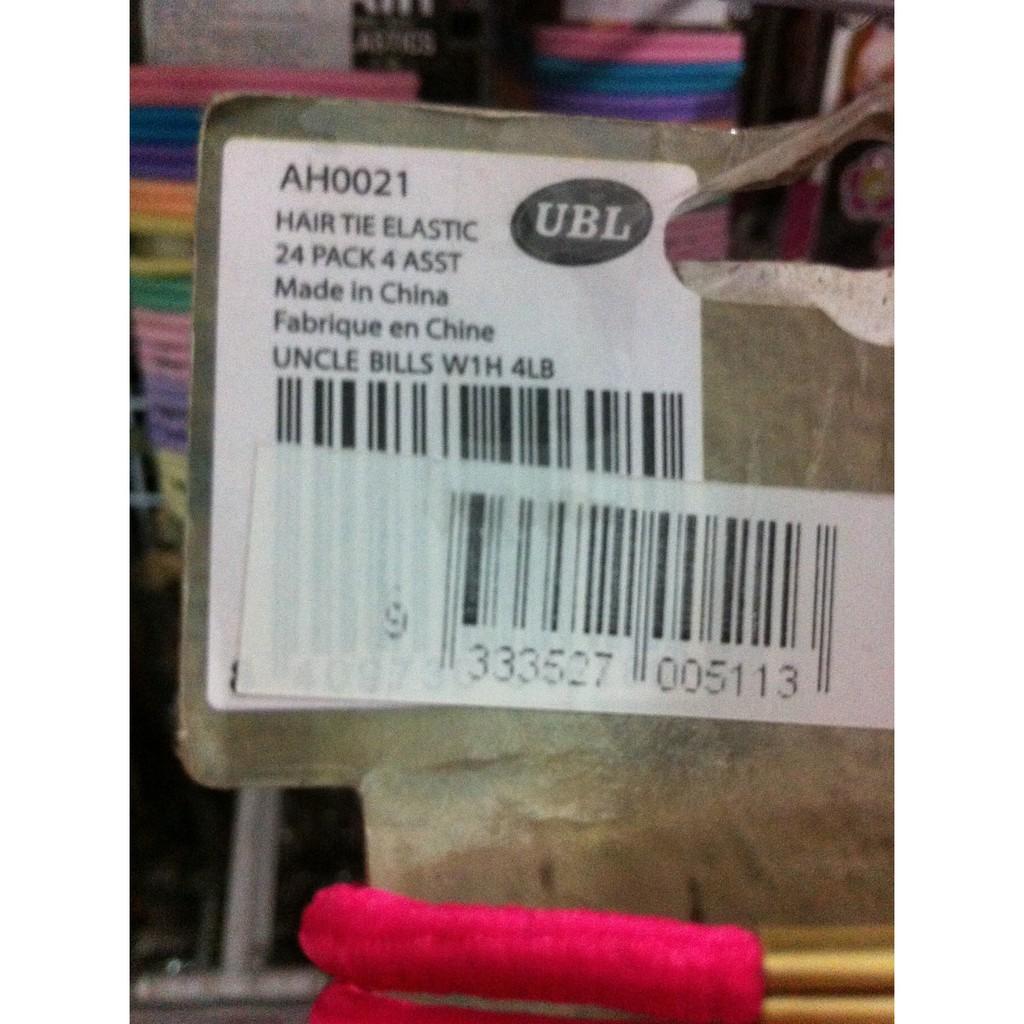 AH0021
UBL
HAIR TIE ELASTIC
24 PACK 4 ASST
Made in China
Fabrique en Chine
UNCLE BILLS W1H 4LB
9 333527 005113